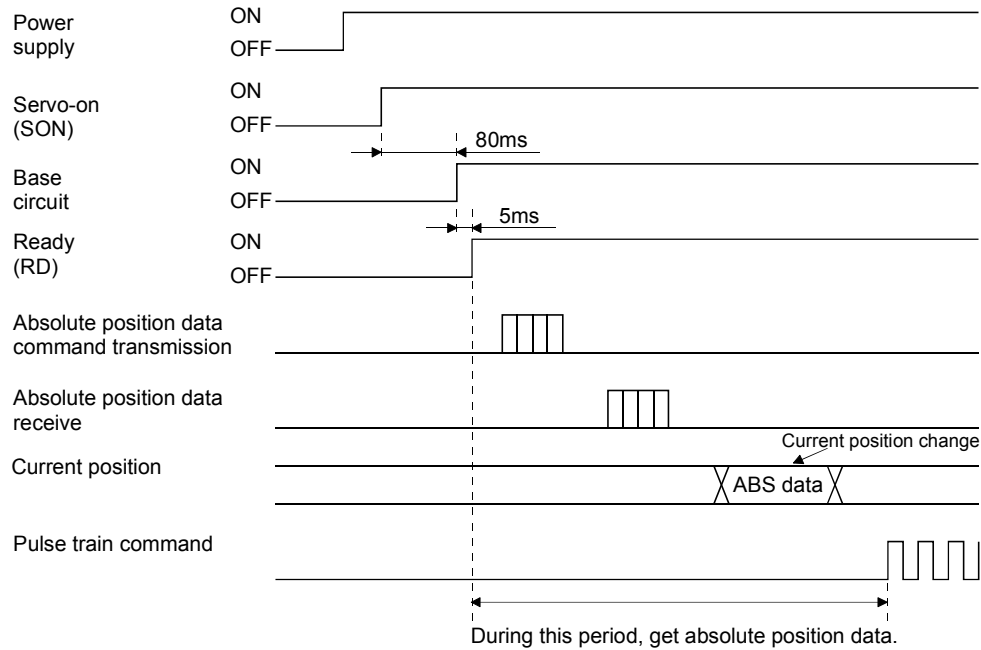 Power
supply
ON
OFF
Servo-on
(SON)
ON
OFF
80ms
Base
circuit
ON
OFF
5ms
Ready
(RD)
ON
OFF
Absolute position data
command transmission
Absolute position data
receive
Current position change
Current position
ABS data
Pulse train command
During this period, get absolute position data.